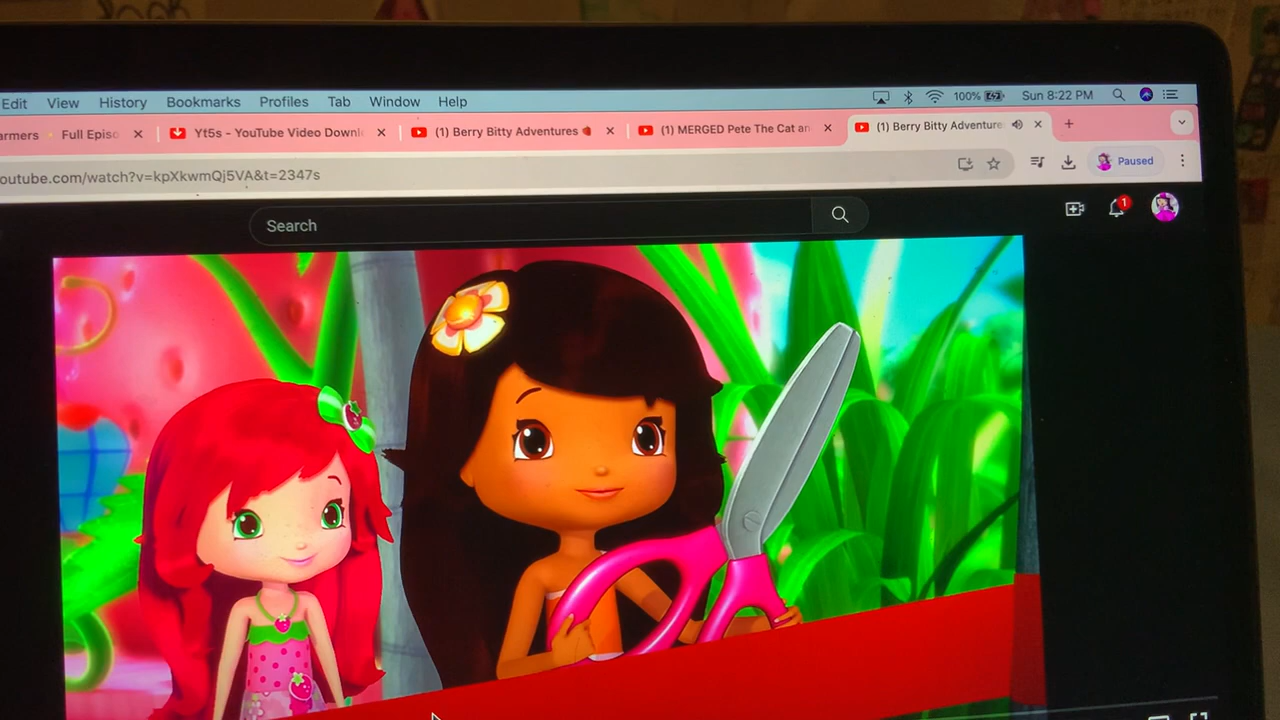 Edit View History Bookmarks Profiles Tab Window Help 100% Sun 8:22 PM
armers Full Episo Yt5s - YouTube Video Downl (1) Berry Bitty Adventures (1) MERGED Pete The Cat an (1) Berry Bitty Adventure
outube.com/watch?v=kpXkwmQj5VA&t=2347s Paused
Search 1